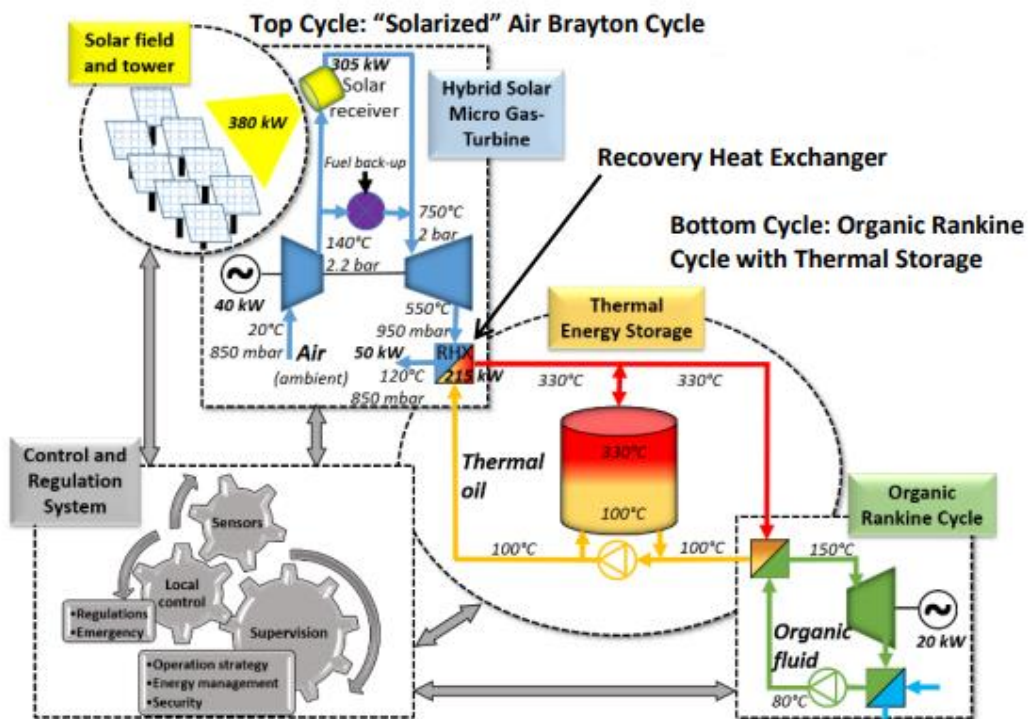 Top Cycle: “Solarized” Air Brayton Cycle
Solar field
and tower
380 kW
305 kW
Solar
receiver
Hybrid Solar
Micro Gas-
Turbine
Fuel back-up
Recovery Heat Exchanger
750°C
2 bar
140°C
2.2 bar
Bottom Cycle: Organic Rankine
Cycle with Thermal Storage
40 kW
20°C
850 mbar
Air
(ambient)
550°C
950 mbar
50 kW
RHX
215 kW
120°C
850 mbar
Thermal
Energy Storage
330°C
330°C
330°C
100°C
Thermal
oil
100°C
100°C
Control and
Regulation
System
Sensors
Local
control
Supervision
•Regulations
•Emergency
•Operation strategy
•Energy management
•Security
Organic
Rankine Cycle
150°C
20 kW
Organic
fluid
80°C